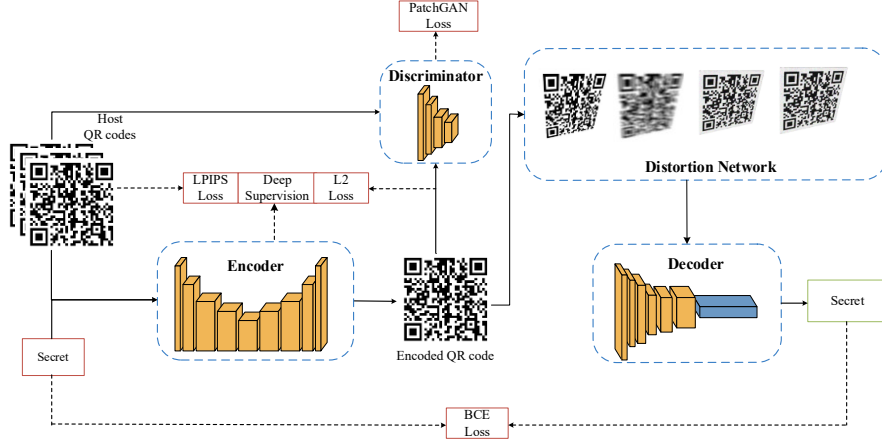 PatchGAN
Loss
Discriminator
Host
QR codes
LPIPS
Loss
Deep
Supervision
L2
Loss
Distortion Network
Encoder
Decoder
Secret
Secret
Encoded QR code
BCE
Loss